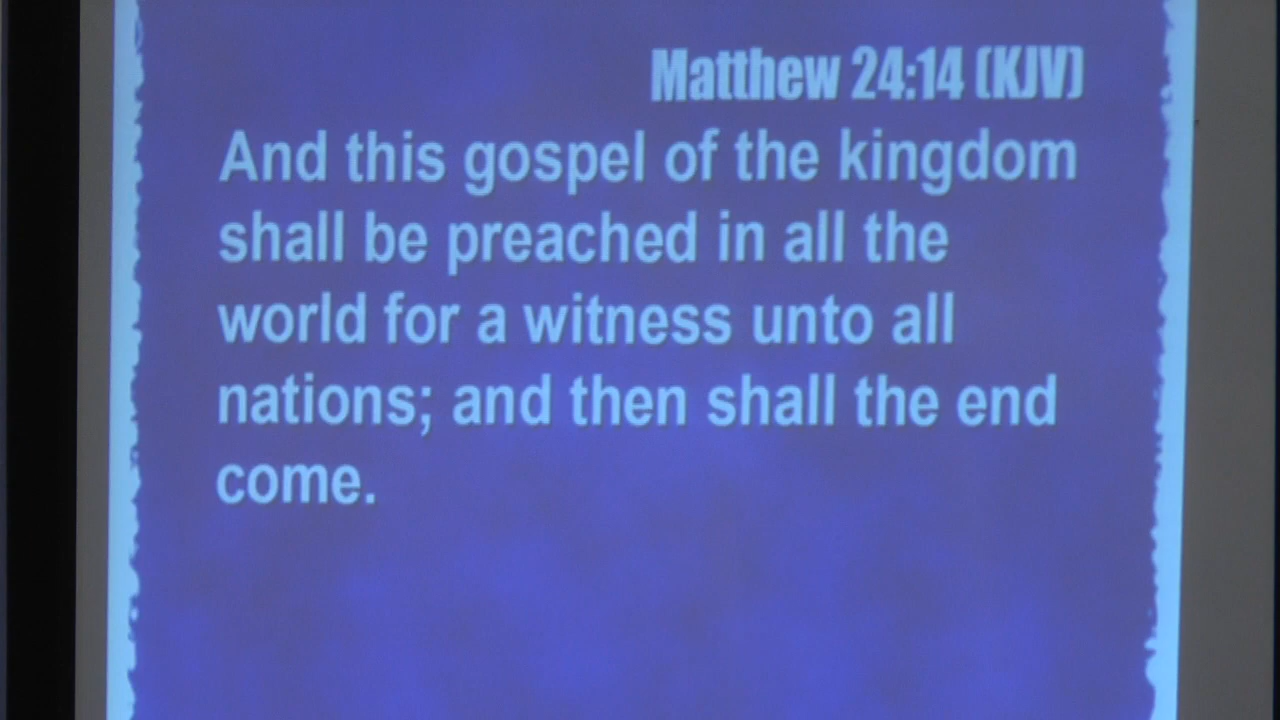 Matthew 24:14 (KJV)
And this gospel of the kingdom
shall be preached in all the
world for a witness unto all
nations; and then shall the end
come.